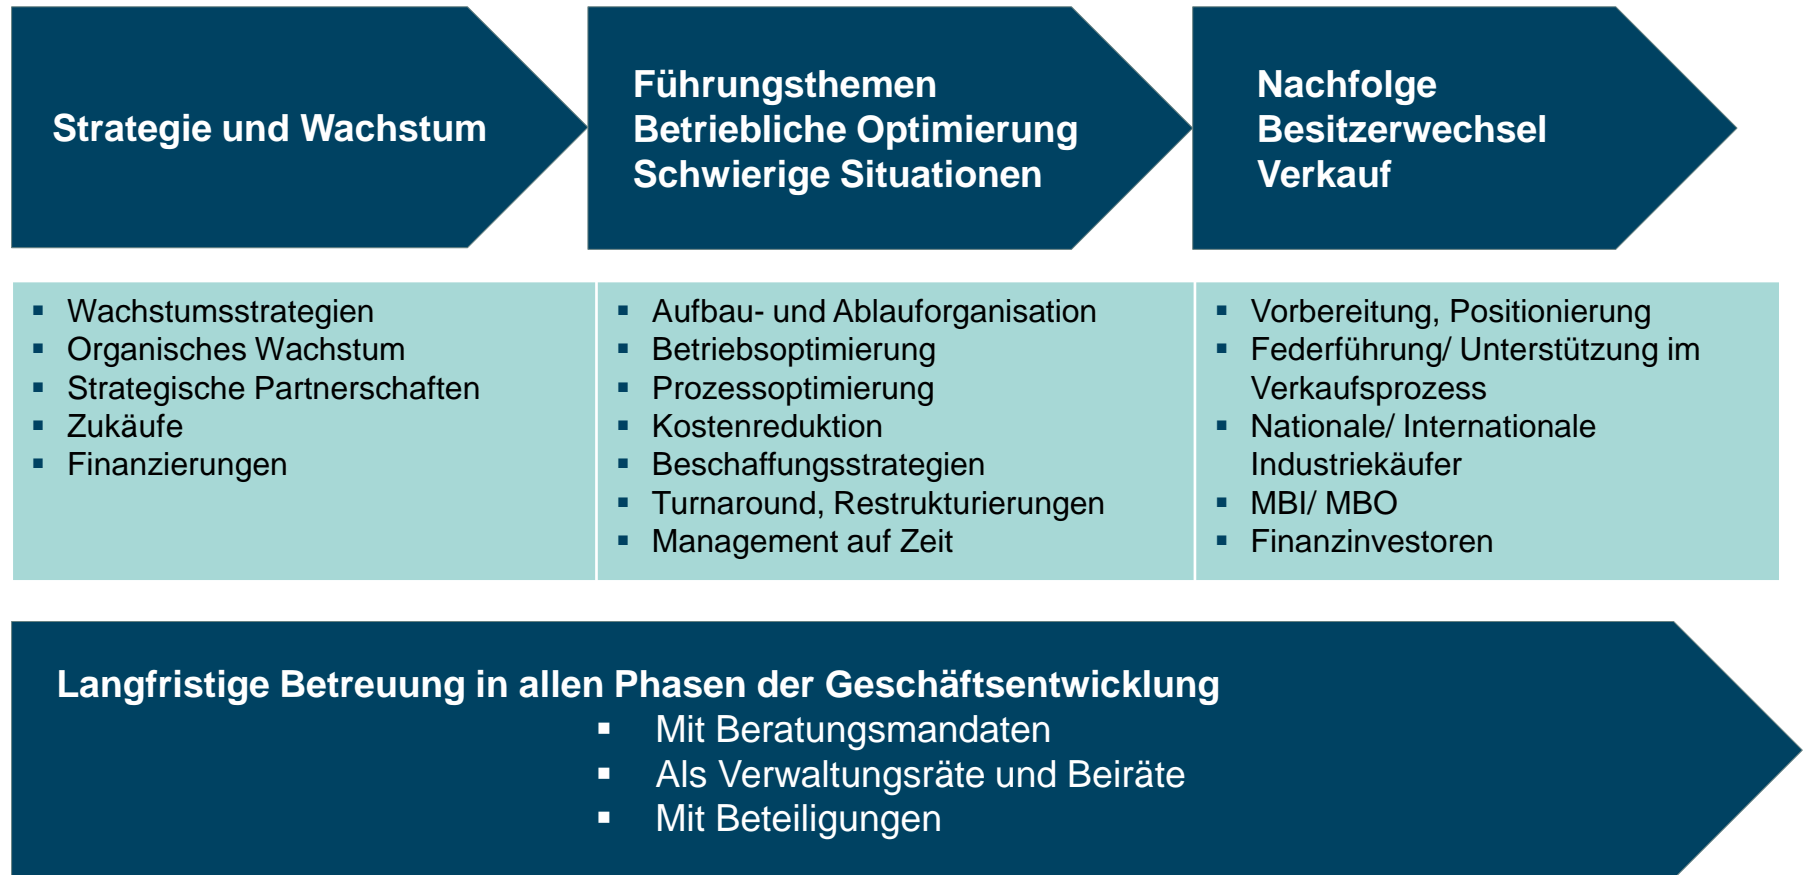 Strategie und Wachstum
Führungsthemen
Betriebliche Optimierung
Schwierige Situationen
Nachfolge
Besitzerwechsel
Verkauf
▪ Wachstumsstrategien
▪ Organisches Wachstum
▪ Strategische Partnerschaften
▪ Zukäufe
▪ Finanzierungen
▪ Aufbau- und Ablauforganisation
▪ Betriebsoptimierung
▪ Prozessoptimierung
▪ Kostenreduktion
▪ Beschaffungsstrategien
▪ Turnaround, Restrukturierungen
▪ Management auf Zeit
▪ Vorbereitung, Positionierung
▪ Federführung/ Unterstützung im
Verkaufsprozess
▪ Nationale/ Internationale
Industriekäufer
▪ MBI/ MBO
▪ Finanzinvestoren
Langfristige Betreuung in allen Phasen der Geschäftsentwicklung
▪ Mit Beratungsmandaten
▪ Als Verwaltungsräte und Beiräte
▪ Mit Beteiligungen